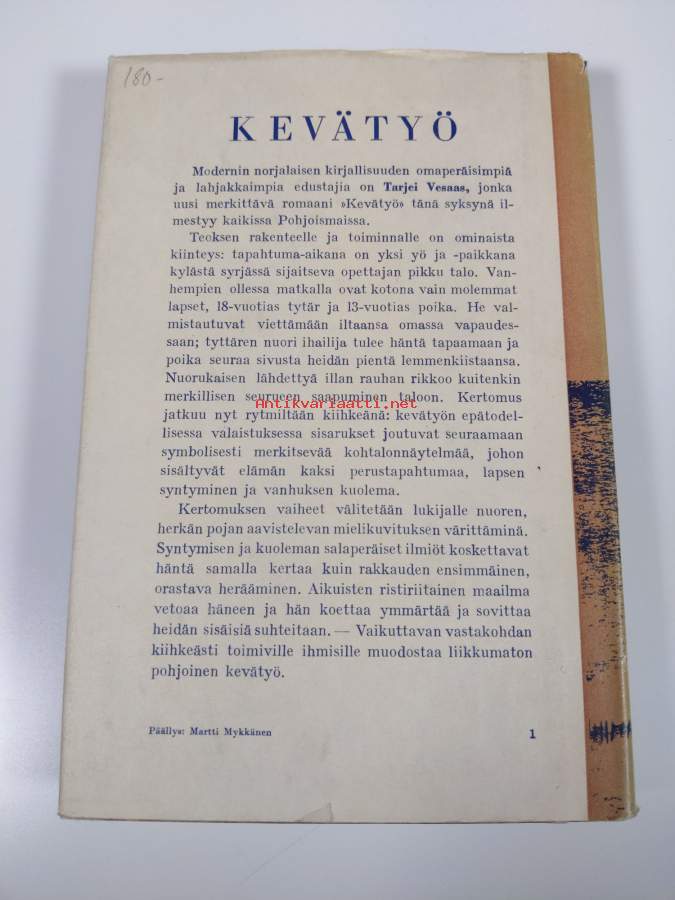 180-
KEVÄTYÖ
Modernin norjalaisen kirjallisuuden omaperäisimpiä
ja lahjakkaimpia edustajia on Tarjei Vesaas, jonka
uusi merkittävä romaani »Kevätyö» tänä syksynä il-
mestyy kaikissa Pohjoismaissa.
Teoksen rakenteelle ja toiminnalle on ominaista
kiinteys: tapahtuma-aikana on yksi yö ja -paikkana
kylästä syrjässä sijaitseva opettajan pikku talo. Van-
hempien ollessa matkalla ovat kotona vain molemmat
lapset, 18-vuotias tytär ja 13-vuotias poika. He val-
mistautuvat viettämään iltaansa omassa vapaudes-
saan; tyttären nuori ihailija tulee häntä tapaamaan ja
poika seuraa sivusta heidän pientä lemmenkiistaansa.
Nuorukaisen lähdettyä illan rauhan rikkoo kuitenkin
merkillisen seurueen saapuminen taloon. Kertomus
Antikvariaatti.net
jatkuu nyt rytmiltään kiihkeänä: kevätyön epätodel-
lisessa valaistuksessa sisarukset joutuvat seuraamaan
symbolisesti merkitsevää kohtalonnäytelmää, johon
sisältyvät elämän kaksi perustapahtumaa, lapsen
syntyminen ja vanhuksen kuolema.
Kertomuksen vaiheet välitetään lukijalle nuoren,
herkän pojan aavistelevan mielikuvituksen värittäminä.
Syntymisen ja kuoleman salaperäiset ilmiöt koskettavat
häntä samalla kertaa kuin rakkauden ensimmäinen,
orastava herääminen. Aikuisten ristiriitainen maailma
vetoaa häneen ja hän koettaa ymmärtää ja sovittaa
heidän sisäisiä suhteitaan. — Vaikuttavan vastakohdan
kiihkeästi toimiville ihmisille muodostaa liikkumaton
pohjoinen kevätyö.
Päällys: Martti Mykkänen 1